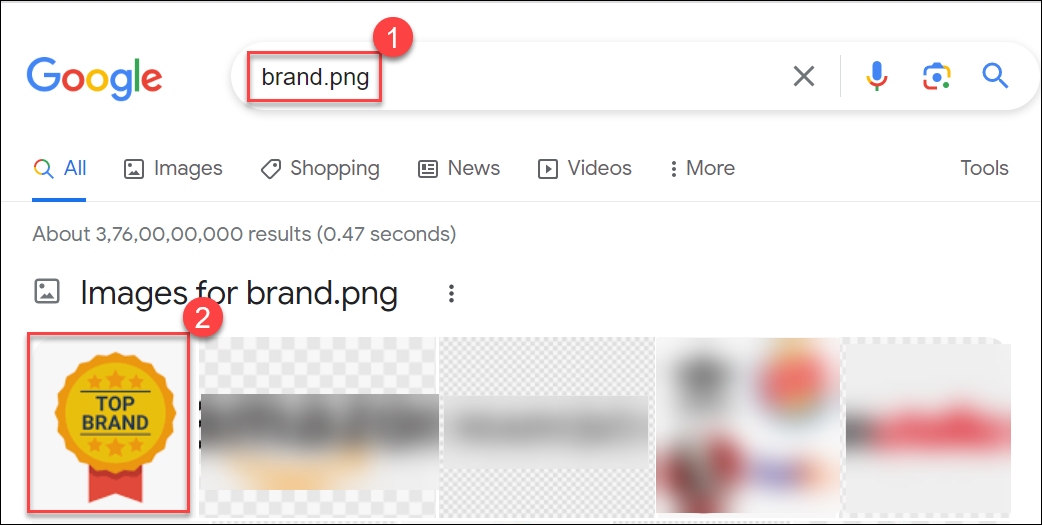 1
Google
brand.png
All Images Shopping News Videos More Tools
About 3,76,00,00,000 results (0.47 seconds)
Images for brand.png
2
TOP
BRAND